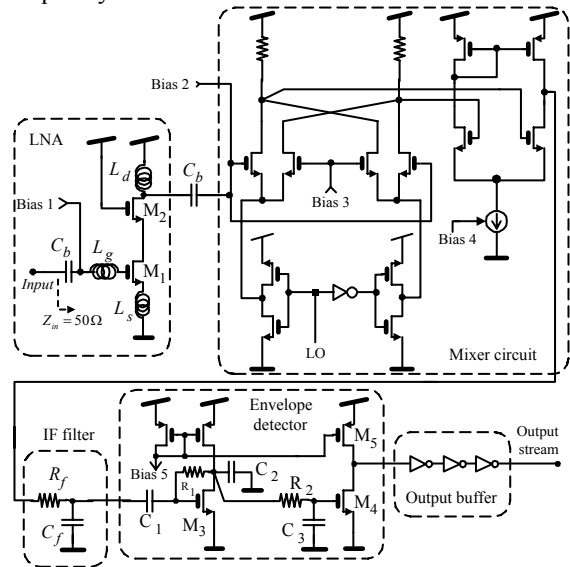 Bias 2
LNA
L_d
C_b
Bias 1
M_2
Bias 3
C_b
L_g
M_1
Bias 4
Input
L_s
Z_in = 50Ω
LO
Mixer circuit
Envelope
detector
IF filter
M_5
Output
stream
Bias 5
C_2
R_f
R_1
R_2
Output buffer
C_1
M_3
M_4
C_f
C_3